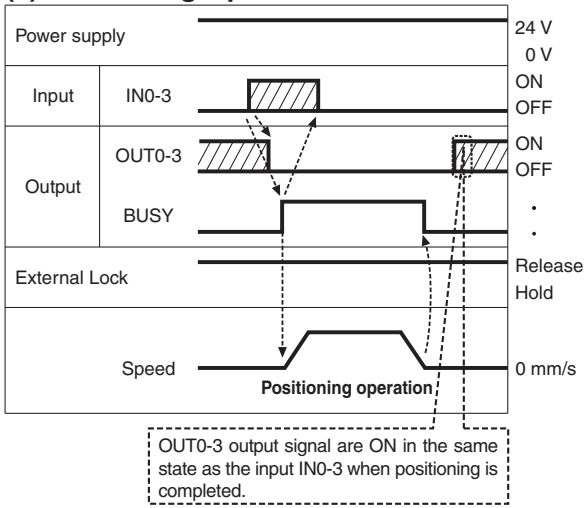 Power supply
24 V
0 V
Input
IN0-3
ON
OFF
Output
OUT0-3
ON
OFF
BUSY
External Lock
Release
Hold
Speed
0 mm/s
Positioning operation
OUT0-3 output signal are ON in the same
state as the input IN0-3 when positioning is
completed.